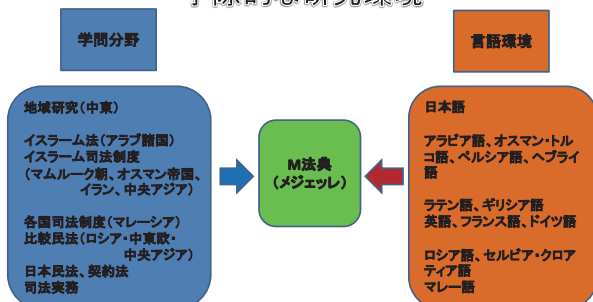 学際的な研究環境
学問分野
言語環境
地域研究(中東)
イスラーム法(アラブ諸国)
イスラーム司法制度
(マムルーク朝、オスマン帝国、
イラン、中央アジア)
各国司法制度(マレーシア)
比較民法(ロシア・中東欧・
中央アジア)
日本民法、契約法
司法実務
M法典
(メジェッレ)
日本語
アラビア語、オスマン・トル
コ語、ペルシア語、ヘブライ
語
ラテン語、ギリシア語
英語、フランス語、ドイツ語
ロシア語、セルビア・クロア
ティア語
マレー語